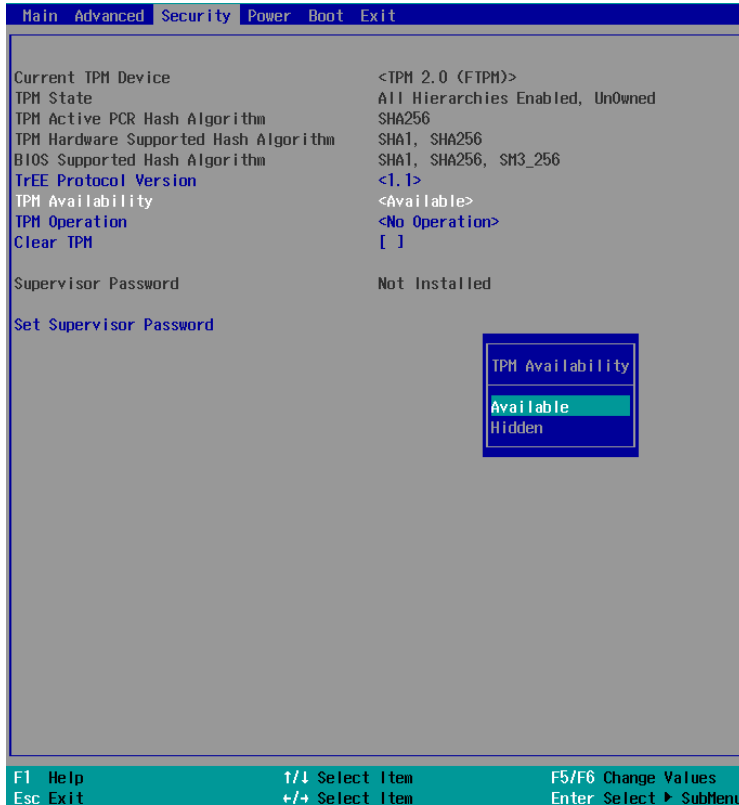 Main Advanced Security Power Boot Exit
Current TPM Device <TPM 2.0 (FTPM)>
TPM State All Hierarchies Enabled, UnOwned
TPM Active PCR Hash Algorithm SHA256
TPM Hardware Supported Hash Algorithm SHA1, SHA256
BIOS Supported Hash Algorithm SHA1, SHA256, SM3_256
TrEE Protocol Version <1.1>
TPM Availability <Available>
TPM Operation <No Operation>
Clear TPM [ ]
Supervisor Password Not Installed
Set Supervisor Password
TPM Availability
Available
Hidden
F1 Help ↑/↓ Select Item F5/F6 Change Values
Esc Exit ←/→ Select Item Enter Select ▶ SubMenu